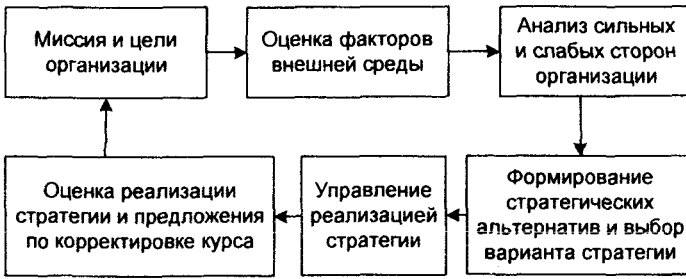 Миссия и цели
организации
Оценка факторов
внешней среды
Анализ сильных
и слабых сторон
организации
Формирование
стратегических
альтернатив и выбор
варианта стратегии
Управление
реализацией
стратегии
Оценка реализации
стратегии и предложения
по корректировке курса